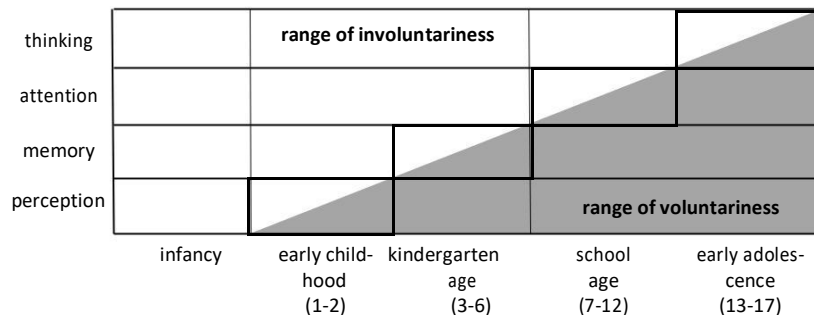 thinking
range of involuntariness
attention
memory
perception
range of voluntariness
infancy
early child-
hood
(1-2)
kindergarten
age
(3-6)
school
age
(7-12)
early adoles-
cence
(13-17)